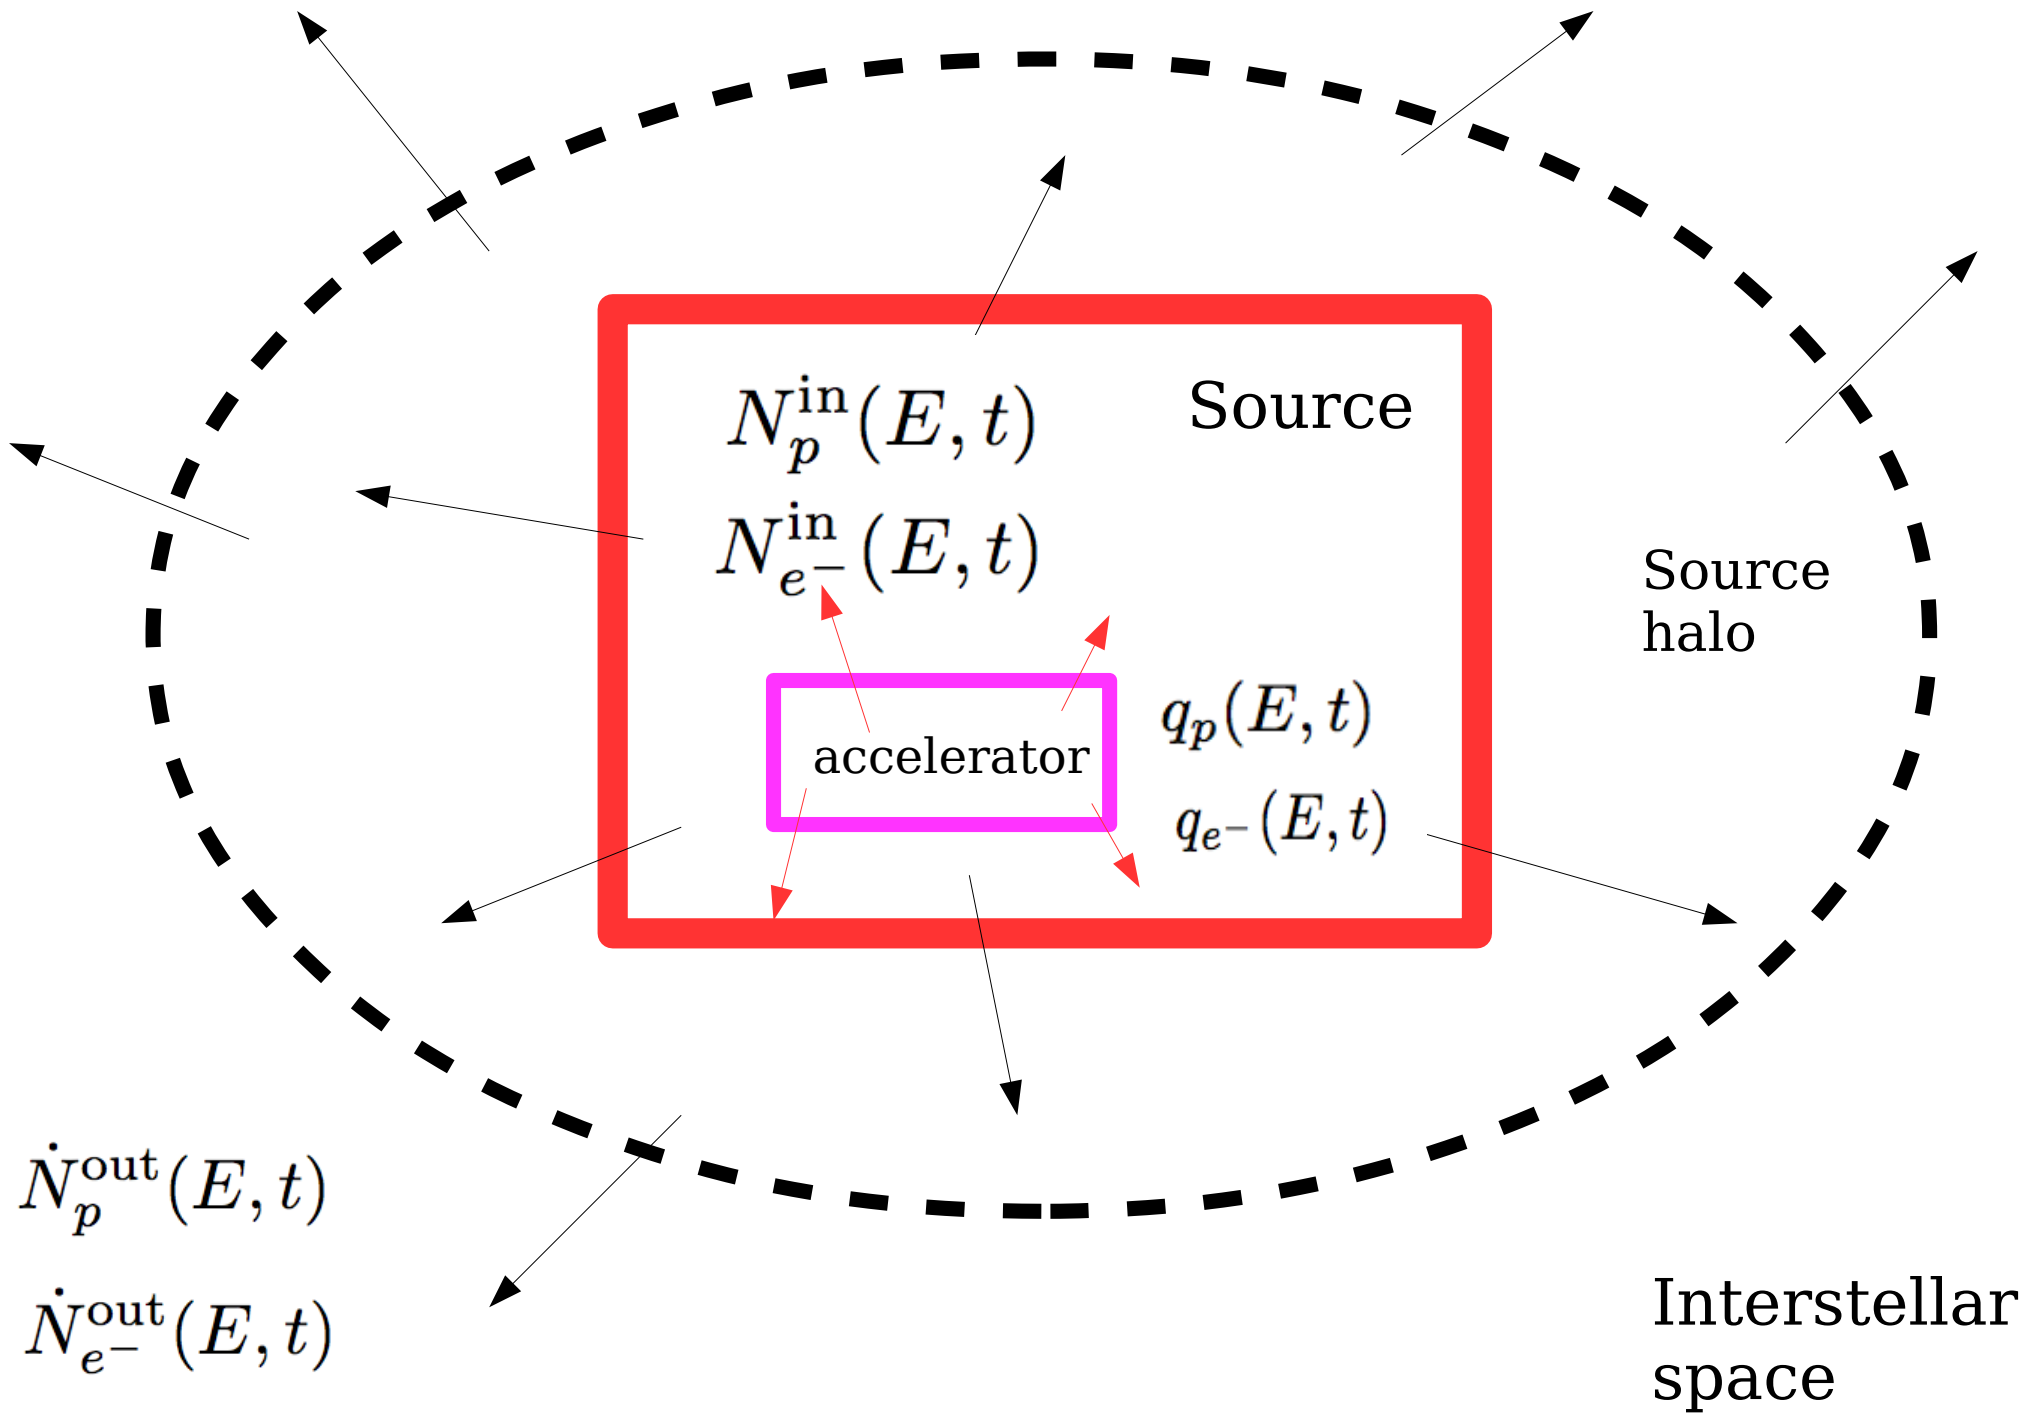 N_p^in(E, t)
Source
N_e−^in(E, t)
Source
halo
q_p(E, t)
accelerator
q_e−(E, t)
Ṅ_p^out(E, t)
Ṅ_e−^out(E, t)
Interstellar
space